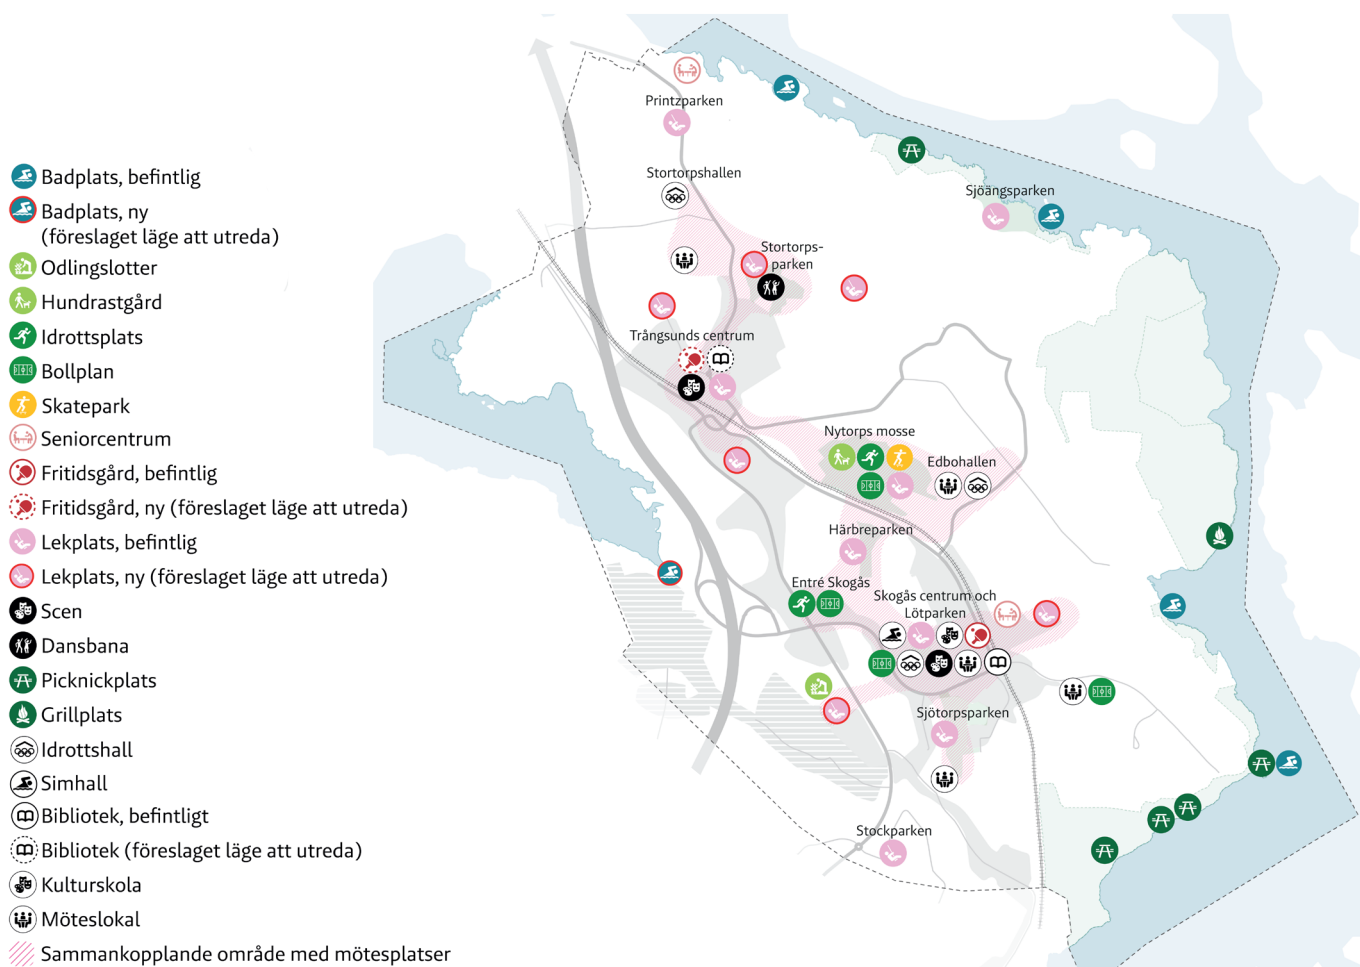 Badplats, befintlig
Badplats, ny
(föreslaget läge att utreda)
Odlingslotter
Hundrastgård
Idrottsplats
Bollplan
Skatepark
Seniorcentrum
Fritidsgård, befintlig
Fritidsgård, ny (föreslaget läge att utreda)
Lekplats, befintlig
Lekplats, ny (föreslaget läge att utreda)
Scen
Dansbana
Picknickplats
Grillplats
Idrottshall
Simhall
Bibliotek, befintligt
Bibliotek (föreslaget läge att utreda)
Kulturskola
Möteslokal
Sammankopplande område med mötesplatser
Printzparken
Stortorpshallen
Sjöängsparken
Stortorps-
parken
Trångsunds centrum
Nytorps mosse
Edbohallen
Härbreparken
Entré Skogås
Skogås centrum och
Lötparken
Sjötorpsparken
Stockparken